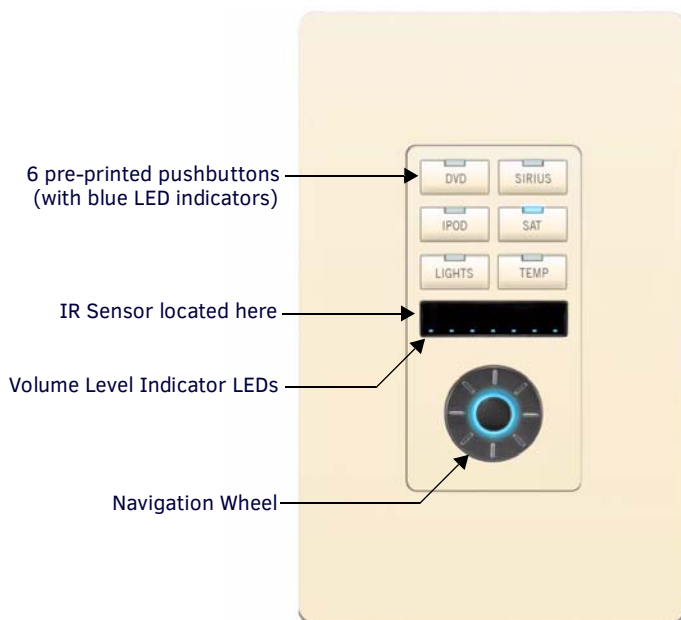 6 pre-printed pushbuttons
(with blue LED indicators)
DVD SIRIUS
IPOD SAT
LIGHTS TEMP
IR Sensor located here
Volume Level Indicator LEDs
Navigation Wheel